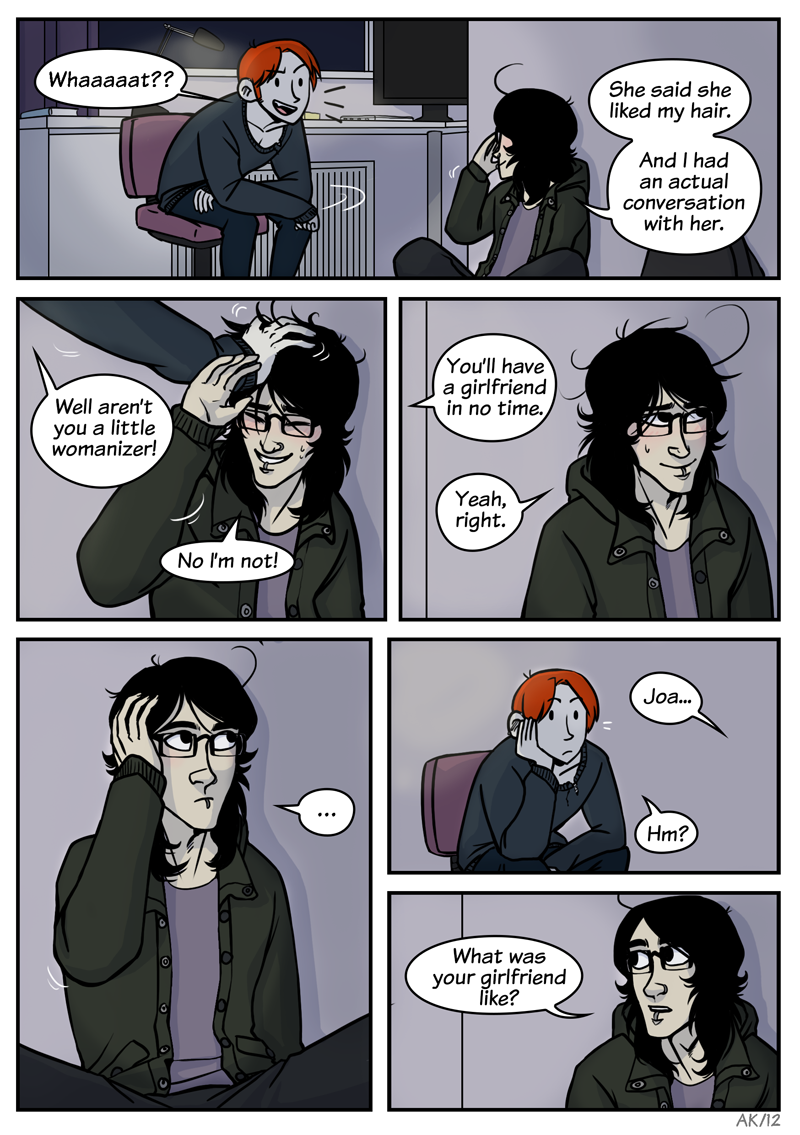 Whaaaaat??
She said she
liked my hair.
And I had
an actual
conversation
with her.
Well aren't
you a little
womanizer!
No I'm not!
You'll have
a girlfriend
in no time.
Yeah,
right.
...
Joa...
Hm?
What was
your girlfriend
like?
AK/12